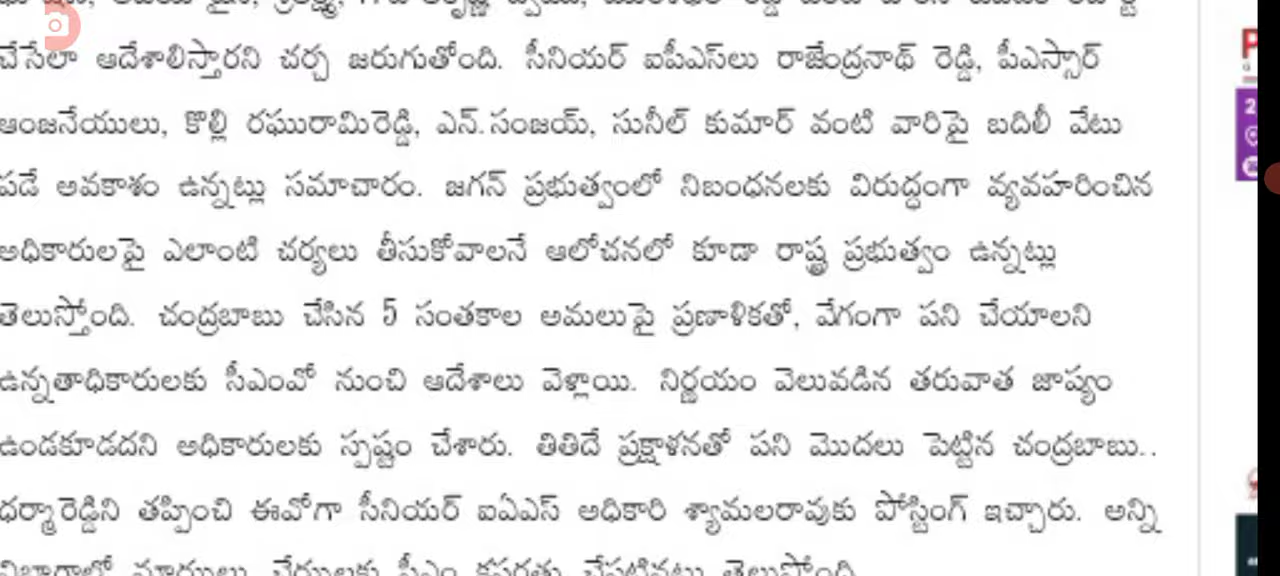 చేసేలా ఆదేశాలిస్తారని చర్చ జరుగుతోంది. సీనియర్ ఐపీఎస్‌లు రాజేంద్రనాథ్ రెడ్డి, పీఎస్సార్
ఆంజనేయులు, కొల్లి రఘురామిరెడ్డి, ఎన్.సంజయ్, సునీల్ కుమార్ వంటి వారిపై బదిలీ వేటు
పడే అవకాశం ఉన్నట్లు సమాచారం. జగన్ ప్రభుత్వంలో నిబంధనలకు విరుద్ధంగా వ్యవహరించిన
అధికారులపై ఎలాంటి చర్యలు తీసుకోవాలనే ఆలోచనలో కూడా రాష్ట్ర ప్రభుత్వం ఉన్నట్లు
తెలుస్తోంది. చంద్రబాబు చేసిన 5 సంతకాల అమలుపై ప్రణాళికతో, వేగంగా పని చేయాలని
ఉన్నతాధికారులకు సీఎంవో నుంచి ఆదేశాలు వెళ్లాయి. నిర్ణయం వెలువడిన తరువాత జాప్యం
ఉండకూడదని అధికారులకు స్పష్టం చేశారు. తితిదే ప్రక్షాళనతో పని మొదలు పెట్టిన చంద్రబాబు..
ధర్మారెడ్డిని తప్పించి ఈవోగా సీనియర్ ఐఏఎస్ అధికారి శ్యామలరావుకు పోస్టింగ్ ఇచ్చారు. అన్ని